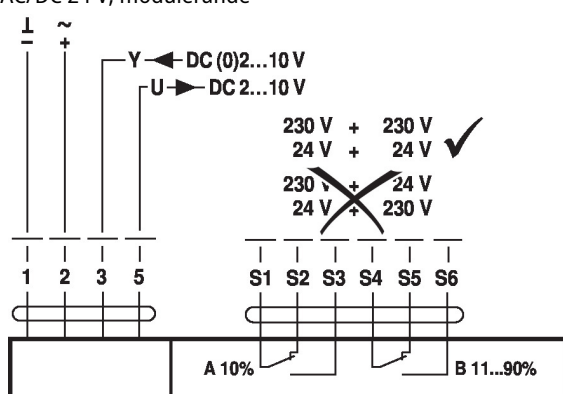 AC/DC 24 V, modulerande
⊥ ~
– +
Y DC (0)2...10 V
U DC 2...10 V
230 V + 230 V
24 V + 24 V
230 V + 24 V
24 V + 230 V
1 2 3 5 S1 S2 S3 S4 S5 S6
A 10% B 11...90%